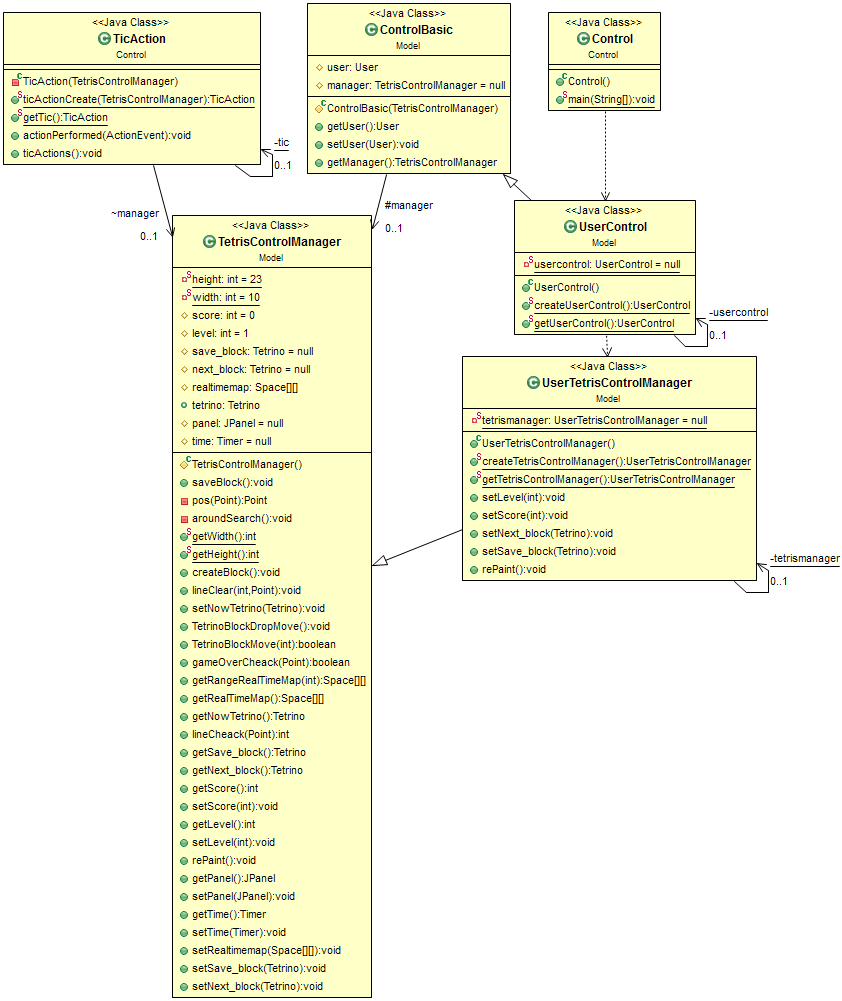 <<Java Class>>
TicAction
Control
TicAction(TetrisControlManager)
ticActionCreate(TetrisControlManager):TicAction
getTic():TicAction
actionPerformed(ActionEvent):void
ticActions():void
-tic
0..1
~manager
0..1
<<Java Class>>
ControlBasic
Model
user: User
manager: TetrisControlManager = null
ControlBasic(TetrisControlManager)
getUser():User
setUser(User):void
getManager():TetrisControlManager
#manager
0..1
<<Java Class>>
Control
Control
Control()
main(String[]):void
<<Java Class>>
UserControl
Model
usercontrol: UserControl = null
UserControl()
createUserControl():UserControl
getUserControl():UserControl
-usercontrol
0..1
<<Java Class>>
TetrisControlManager
Model
height: int = 23
width: int = 10
score: int = 0
level: int = 1
save_block: Tetrino = null
next_block: Tetrino = null
realtimemap: Space[][]
tetrino: Tetrino
panel: JPanel = null
time: Timer = null
TetrisControlManager()
saveBlock():void
pos(Point):Point
aroundSearch():void
getWidth():int
getHeight():int
createBlock():void
lineClear(int,Point):void
setNowTetrino(Tetrino):void
TetrinoBlockDropMove():void
TetrinoBlockMove(int):boolean
gameOverCheack(Point):boolean
getRangeRealTimeMap(int):Space[][]
getRealTimeMap():Space[][]
getNowTetrino():Tetrino
lineCheack(Point):int
getSave_block():Tetrino
getNext_block():Tetrino
getScore():int
setScore(int):void
getLevel():int
setLevel(int):void
rePaint():void
getPanel():JPanel
setPanel(JPanel):void
getTime():Timer
setTime(Timer):void
setRealtimemap(Space[][]):void
setSave_block(Tetrino):void
setNext_block(Tetrino):void
<<Java Class>>
UserTetrisControlManager
Model
tetrismanager: UserTetrisControlManager = null
UserTetrisControlManager()
createTetrisControlManager():UserTetrisControlManager
getTetrisControlManager():UserTetrisControlManager
setLevel(int):void
setScore(int):void
setNext_block(Tetrino):void
setSave_block(Tetrino):void
rePaint():void
-tetrismanager
0..1